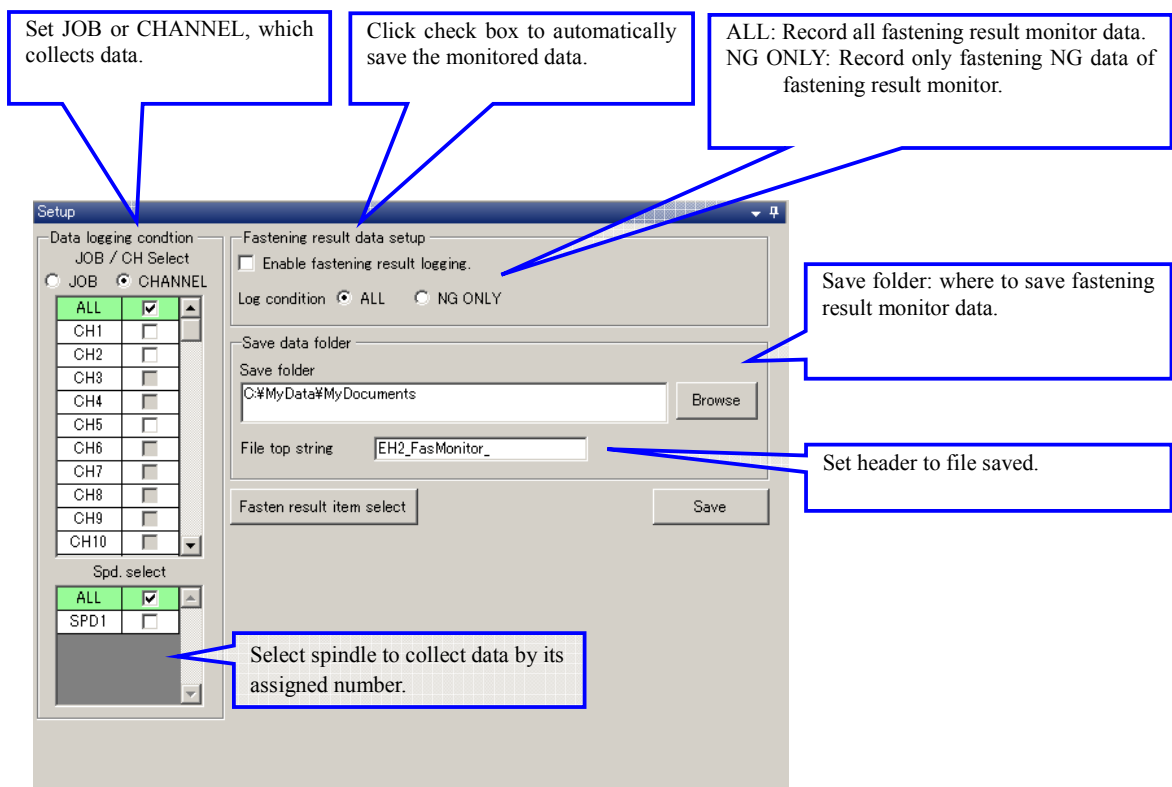 Set JOB or CHANNEL, which
collects data.
Click check box to automatically
save the monitored data.
ALL: Record all fastening result monitor data.
NG ONLY: Record only fastening NG data of
fastening result monitor.
Setup
Data logging condtion
JOB / CH Select
JOB
CHANNEL
ALL
CH1
CH2
CH3
CH4
CH5
CH6
CH7
CH8
CH9
CH10
Spd. select
ALL
SPD1
Fastening result data setup
Enable fastening result logging.
Log condition ALL NG ONLY
Save data folder
Save folder
C:¥MyData¥MyDocuments
Browse
File top string EH2_FasMonitor_
Fasten result item select
Save
Save folder: where to save fastening
result monitor data.
Set header to file saved.
Select spindle to collect data by its
assigned number.